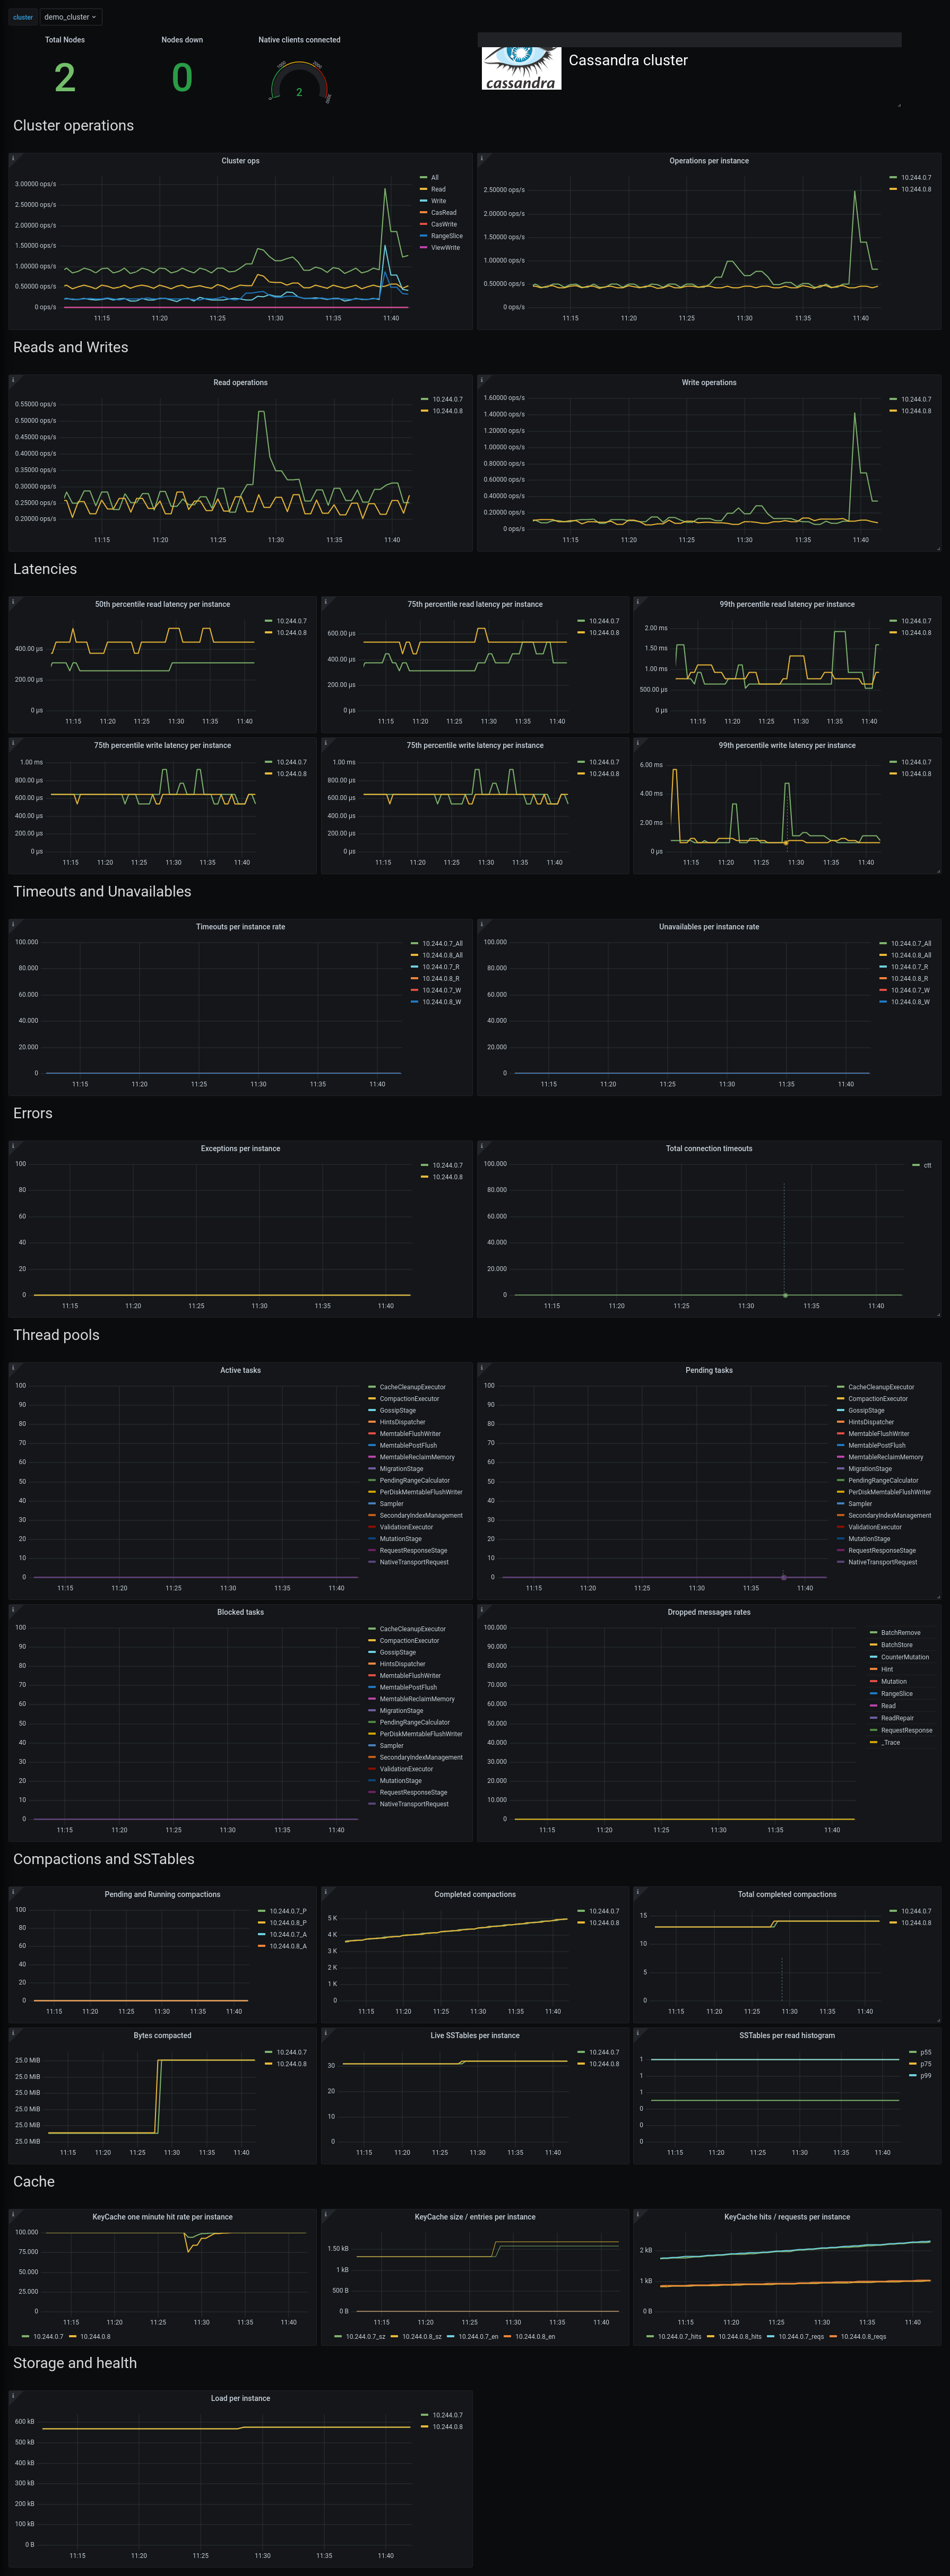 cluster demo_cluster
Total Nodes
2
Nodes down
0
Native clients connected
2
cassandra
Cassandra cluster
Cluster operations
Cluster ops
3.00000 ops/s
2.50000 ops/s
2.00000 ops/s
1.50000 ops/s
1.00000 ops/s
0.50000 ops/s
0 ops/s
11:15 11:20 11:25 11:30 11:35 11:40
All
Read
Write
CasRead
CasWrite
RangeSlice
ViewWrite
Operations per instance
2.50000 ops/s
2.00000 ops/s
1.50000 ops/s
1.00000 ops/s
0.50000 ops/s
0 ops/s
11:15 11:20 11:25 11:30 11:35 11:40
10.244.0.7
10.244.0.8
Reads and Writes
Read operations
0.55000 ops/s
0.50000 ops/s
0.45000 ops/s
0.40000 ops/s
0.35000 ops/s
0.30000 ops/s
0.25000 ops/s
0.20000 ops/s
11:15 11:20 11:25 11:30 11:35 11:40
10.244.0.7
10.244.0.8
Write operations
1.60000 ops/s
1.40000 ops/s
1.20000 ops/s
1.00000 ops/s
0.80000 ops/s
0.60000 ops/s
0.40000 ops/s
0.20000 ops/s
0 ops/s
11:15 11:20 11:25 11:30 11:35 11:40
10.244.0.7
10.244.0.8
Latencies
50th percentile read latency per instance
400.00 µs
200.00 µs
0 µs
11:15 11:20 11:25 11:30 11:35 11:40
10.244.0.7
10.244.0.8
75th percentile read latency per instance
600.00 µs
400.00 µs
200.00 µs
0 µs
11:15 11:20 11:25 11:30 11:35 11:40
10.244.0.7
10.244.0.8
99th percentile read latency per instance
2.00 ms
1.50 ms
1.00 ms
500.00 µs
0 µs
11:15 11:20 11:25 11:30 11:35 11:40
10.244.0.7
10.244.0.8
75th percentile write latency per instance
1.00 ms
800.00 µs
600.00 µs
400.00 µs
200.00 µs
0 µs
11:15 11:20 11:25 11:30 11:35 11:40
10.244.0.7
10.244.0.8
75th percentile write latency per instance
1.00 ms
800.00 µs
600.00 µs
400.00 µs
200.00 µs
0 µs
11:15 11:20 11:25 11:30 11:35 11:40
10.244.0.7
10.244.0.8
99th percentile write latency per instance
6.00 ms
4.00 ms
2.00 ms
0 µs
11:15 11:20 11:25 11:30 11:35 11:40
10.244.0.7
10.244.0.8
Timeouts and Unavailables
Timeouts per instance rate
100.000
80.000
60.000
40.000
20.000
0
11:15 11:20 11:25 11:30 11:35 11:40
10.244.0.7_All
10.244.0.8_All
10.244.0.7_R
10.244.0.8_R
10.244.0.7_W
10.244.0.8_W
Unavailables per instance rate
100.000
80.000
60.000
40.000
20.000
0
11:15 11:20 11:25 11:30 11:35 11:40
10.244.0.7_All
10.244.0.8_All
10.244.0.7_R
10.244.0.8_R
10.244.0.7_W
10.244.0.8_W
Errors
Exceptions per instance
100
80
60
40
20
0
11:15 11:20 11:25 11:30 11:35 11:40
10.244.0.7
10.244.0.8
Total connection timeouts
100.000
80.000
60.000
40.000
20.000
0
11:15 11:20 11:25 11:30 11:35 11:40
ctt
Thread pools
Active tasks
100
90
80
70
60
50
40
30
20
10
0
11:15 11:20 11:25 11:30 11:35 11:40
CacheCleanupExecutor
CompactionExecutor
GossipStage
HintsDispatcher
MemtableFlushWriter
MemtablePostFlush
MemtableReclaimMemory
MigrationStage
PendingRangeCalculator
PerDiskMemtableFlushWriter
Sampler
SecondaryIndexManagement
ValidationExecutor
MutationStage
RequestResponseStage
NativeTransportRequest
Pending tasks
100
90
80
70
60
50
40
30
20
10
0
11:15 11:20 11:25 11:30 11:35 11:40
CacheCleanupExecutor
CompactionExecutor
GossipStage
HintsDispatcher
MemtableFlushWriter
MemtablePostFlush
MemtableReclaimMemory
MigrationStage
PendingRangeCalculator
PerDiskMemtableFlushWriter
Sampler
SecondaryIndexManagement
ValidationExecutor
MutationStage
RequestResponseStage
NativeTransportRequest
Blocked tasks
100
90
80
70
60
50
40
30
20
10
0
11:15 11:20 11:25 11:30 11:35 11:40
CacheCleanupExecutor
CompactionExecutor
GossipStage
HintsDispatcher
MemtableFlushWriter
MemtablePostFlush
MemtableReclaimMemory
MigrationStage
PendingRangeCalculator
PerDiskMemtableFlushWriter
Sampler
SecondaryIndexManagement
ValidationExecutor
MutationStage
RequestResponseStage
NativeTransportRequest
Dropped messages rates
100.000
90.000
80.000
70.000
60.000
50.000
40.000
30.000
20.000
10.000
0
11:15 11:20 11:25 11:30 11:35 11:40
BatchRemove
BatchStore
CounterMutation
Hint
Mutation
RangeSlice
Read
ReadRepair
RequestResponse
_Trace
Compactions and SSTables
Pending and Running compactions
100
80
60
40
20
0
11:15 11:20 11:25 11:30 11:35 11:40
10.244.0.7_P
10.244.0.8_P
10.244.0.7_A
10.244.0.8_A
Completed compactions
5 K
4 K
3 K
2 K
1 K
0
11:15 11:20 11:25 11:30 11:35 11:40
10.244.0.7
10.244.0.8
Total completed compactions
15
10
5
0
11:15 11:20 11:25 11:30 11:35 11:40
10.244.0.7
10.244.0.8
Bytes compacted
25.0 MiB
25.0 MiB
25.0 MiB
25.0 MiB
25.0 MiB
25.0 MiB
11:15 11:20 11:25 11:30 11:35 11:40
10.244.0.7
10.244.0.8
Live SSTables per instance
30
20
10
0
11:15 11:20 11:25 11:30 11:35 11:40
10.244.0.7
10.244.0.8
SSTables per read histogram
1
1
1
0
0
0
11:15 11:20 11:25 11:30 11:35 11:40
p55
p75
p99
Cache
KeyCache one minute hit rate per instance
100.000
75.000
50.000
25.000
0
11:15 11:20 11:25 11:30 11:35 11:40
10.244.0.7 10.244.0.8
KeyCache size / entries per instance
1.50 kB
1 kB
500 B
0 B
11:15 11:20 11:25 11:30 11:35 11:40
10.244.0.7_sz 10.244.0.8_sz 10.244.0.7_en 10.244.0.8_en
KeyCache hits / requests per instance
2 kB
1 kB
0 B
11:15 11:20 11:25 11:30 11:35 11:40
10.244.0.7_hits 10.244.0.8_hits 10.244.0.7_reqs 10.244.0.8_reqs
Storage and health
Load per instance
600 kB
500 kB
400 kB
300 kB
200 kB
100 kB
0 B
11:15 11:20 11:25 11:30 11:35 11:40
10.244.0.7
10.244.0.8